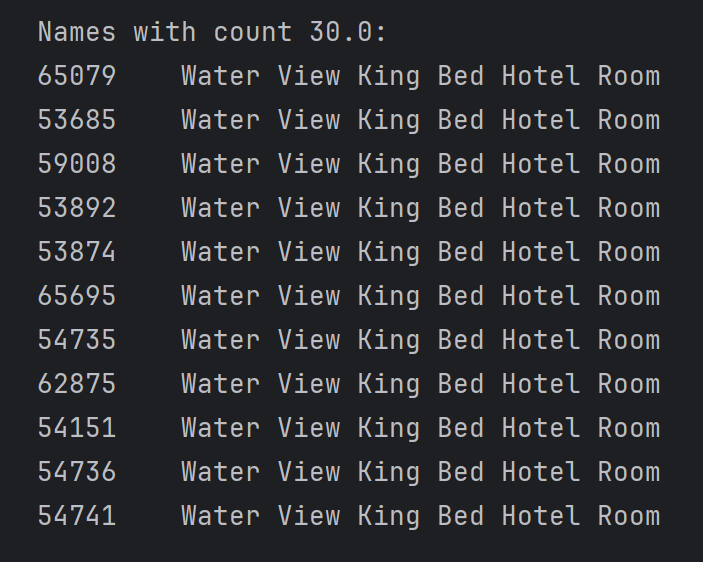 Names with count 30.0:
65079    Water View King Bed Hotel Room
53685    Water View King Bed Hotel Room
59008    Water View King Bed Hotel Room
53892    Water View King Bed Hotel Room
53874    Water View King Bed Hotel Room
65695    Water View King Bed Hotel Room
54735    Water View King Bed Hotel Room
62875    Water View King Bed Hotel Room
54151    Water View King Bed Hotel Room
54736    Water View King Bed Hotel Room
54741    Water View King Bed Hotel Room